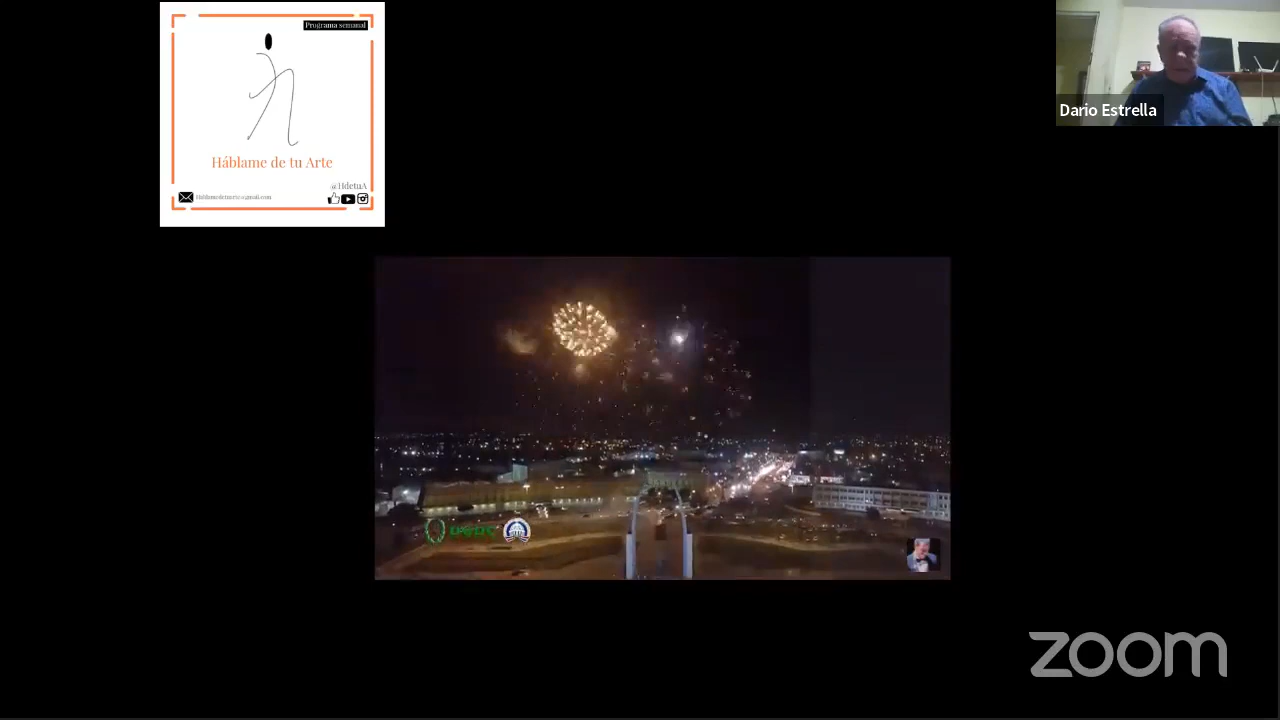 Programa semanal
Háblame de tu Arte
@HdetuA
Dario Estrella
zoom